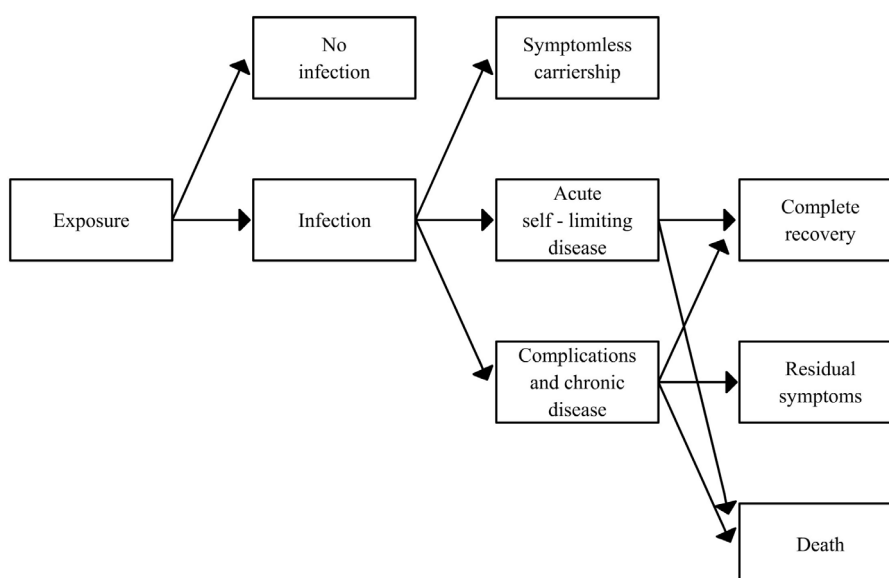 No
infection
Symptomless
carriership
Exposure
Infection
Acute
self - limiting
disease
Complete
recovery
Complications
and chronic
disease
Residual
symptoms
Death